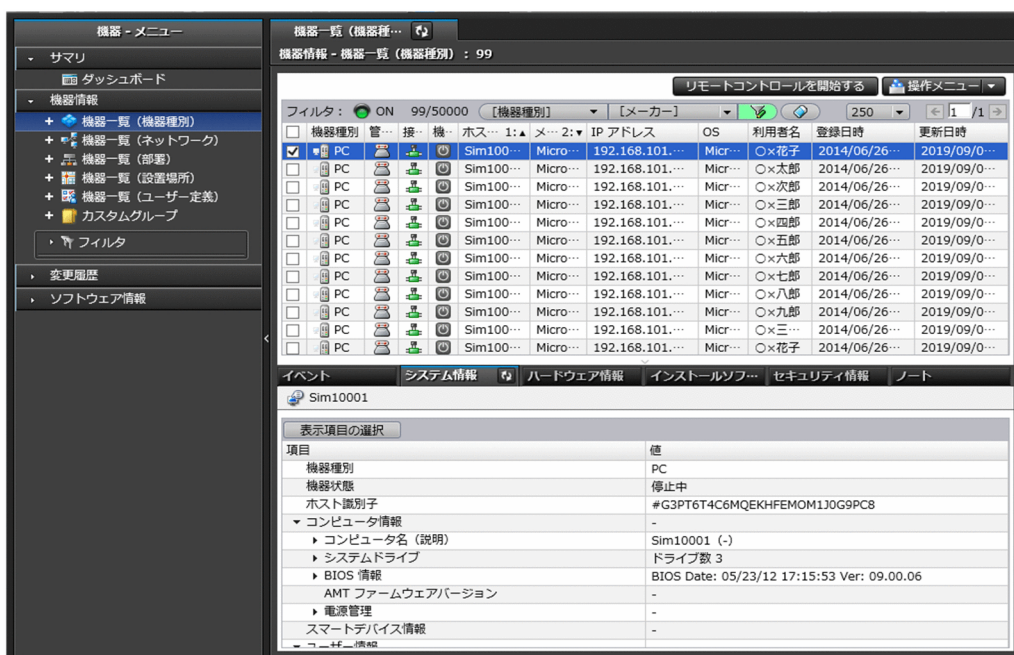 機器 - メニュー
サマリ
ダッシュボード
機器情報
機器一覧（機器種別）
機器一覧（ネットワーク）
機器一覧（部署）
機器一覧（設置場所）
機器一覧（ユーザー定義）
カスタムグループ
フィルタ
変更履歴
ソフトウェア情報
機器一覧（機器種…
機器情報 - 機器一覧（機器種別）：99
リモートコントロールを開始する 操作メニュー
フィルタ： ON 99/50000 [機器種別] [メーカー] 250 1 /1
機器種別 管… 接… 機… ホス… 1:▲ メ… 2:▼ IP アドレス OS 利用者名 登録日時 更新日時
PC Sim100… Micro… 192.168.101.… Micr… ○×花子 2014/06/26… 2019/09/0…
PC Sim100… Micro… 192.168.101.… Micr… ○×太郎 2014/06/26… 2019/09/0…
PC Sim100… Micro… 192.168.101.… Micr… ○×次郎 2014/06/26… 2019/09/0…
PC Sim100… Micro… 192.168.101.… Micr… ○×三郎 2014/06/26… 2019/09/0…
PC Sim100… Micro… 192.168.101.… Micr… ○×四郎 2014/06/26… 2019/09/0…
PC Sim100… Micro… 192.168.101.… Micr… ○×五郎 2014/06/26… 2019/09/0…
PC Sim100… Micro… 192.168.101.… Micr… ○×六郎 2014/06/26… 2019/09/0…
PC Sim100… Micro… 192.168.101.… Micr… ○×七郎 2014/06/26… 2019/09/0…
PC Sim100… Micro… 192.168.101.… Micr… ○×八郎 2014/06/26… 2019/09/0…
PC Sim100… Micro… 192.168.101.… Micr… ○×九郎 2014/06/26… 2019/09/0…
PC Sim100… Micro… 192.168.101.… Micr… ○×三… 2014/06/26… 2019/09/0…
PC Sim100… Micro… 192.168.101.… Micr… ○×花子 2014/06/26… 2019/09/0…
イベント システム情報 ハードウェア情報 インストールソフ… セキュリティ情報 ノート
Sim10001
表示項目の選択
項目 値
機器種別 PC
機器状態 停止中
ホスト識別子 #G3PT6T4C6MQEKHFEMOM1J0G9PC8
コンピュータ情報 -
コンピュータ名（説明） Sim10001（-）
システムドライブ ドライブ数 3
BIOS 情報 BIOS Date: 05/23/12 17:15:53 Ver: 09.00.06
AMT ファームウェアバージョン -
電源管理 -
スマートデバイス情報 -
ユーザー情報 -